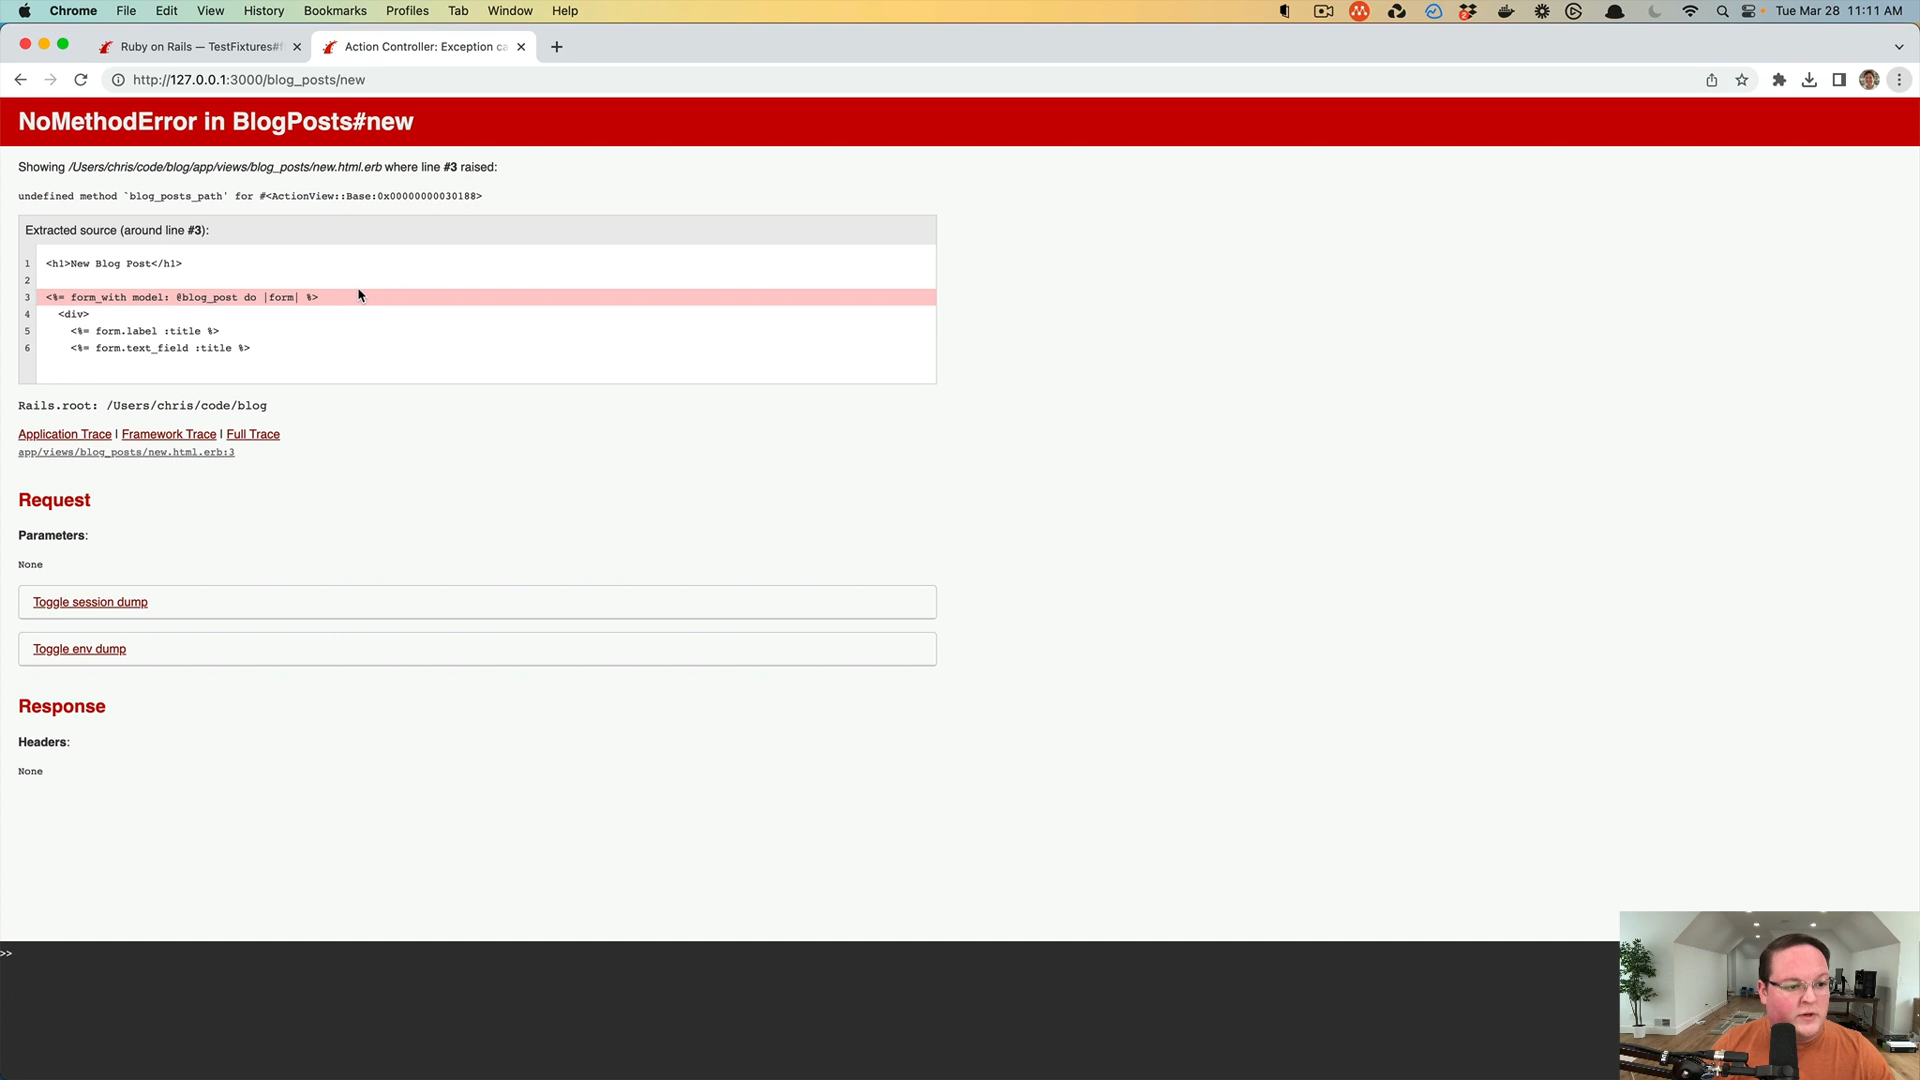 Chrome File Edit View History Bookmarks Profiles Tab Window Help Tue Mar 28 11:11 AM
Ruby on Rails — TestFixtures#f Action Controller: Exception ca
http://127.0.0.1:3000/blog_posts/new
NoMethodError in BlogPosts#new
Showing /Users/chris/code/blog/app/views/blog_posts/new.html.erb where line #3 raised:
undefined method `blog_posts_path' for #<ActionView::Base:0x00000000030188>
Extracted source (around line #3):
1 <h1>New Blog Post</h1>
2
3 <%= form_with model: @blog_post do |form| %>
4 <div>
5 <%= form.label :title %>
6 <%= form.text_field :title %>
Rails.root: /Users/chris/code/blog
Application Trace | Framework Trace | Full Trace
app/views/blog_posts/new.html.erb:3
Request
Parameters:
None
Toggle session dump
Toggle env dump
Response
Headers:
None
>>